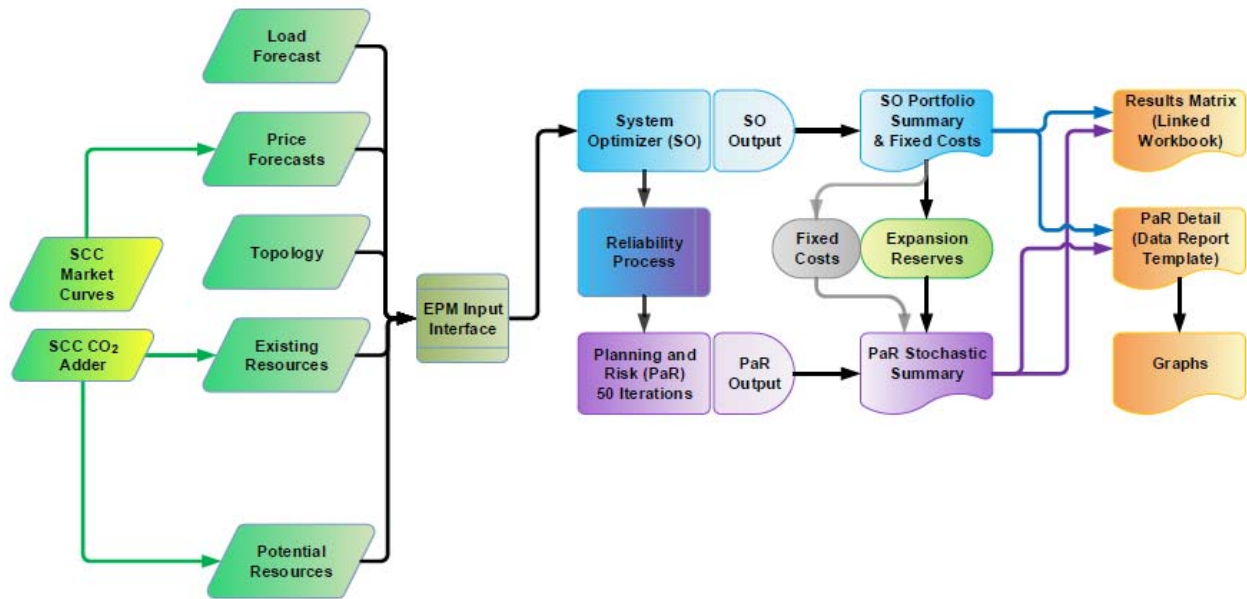 Load
Forecast
Price
Forecasts
SCC
Market
Curves
Topology
SCC CO₂
Adder
Existing
Resources
Potential
Resources
EPM Input
Interface
System
Optimizer (SO)
SO
Output
Reliability
Process
Planning and
Risk (PaR)
50 Iterations
PaR
Output
SO Portfolio
Summary
& Fixed Costs
Fixed
Costs
Expansion
Reserves
PaR Stochastic
Summary
Results Matrix
(Linked
Workbook)
PaR Detail
(Data Report
Template)
Graphs